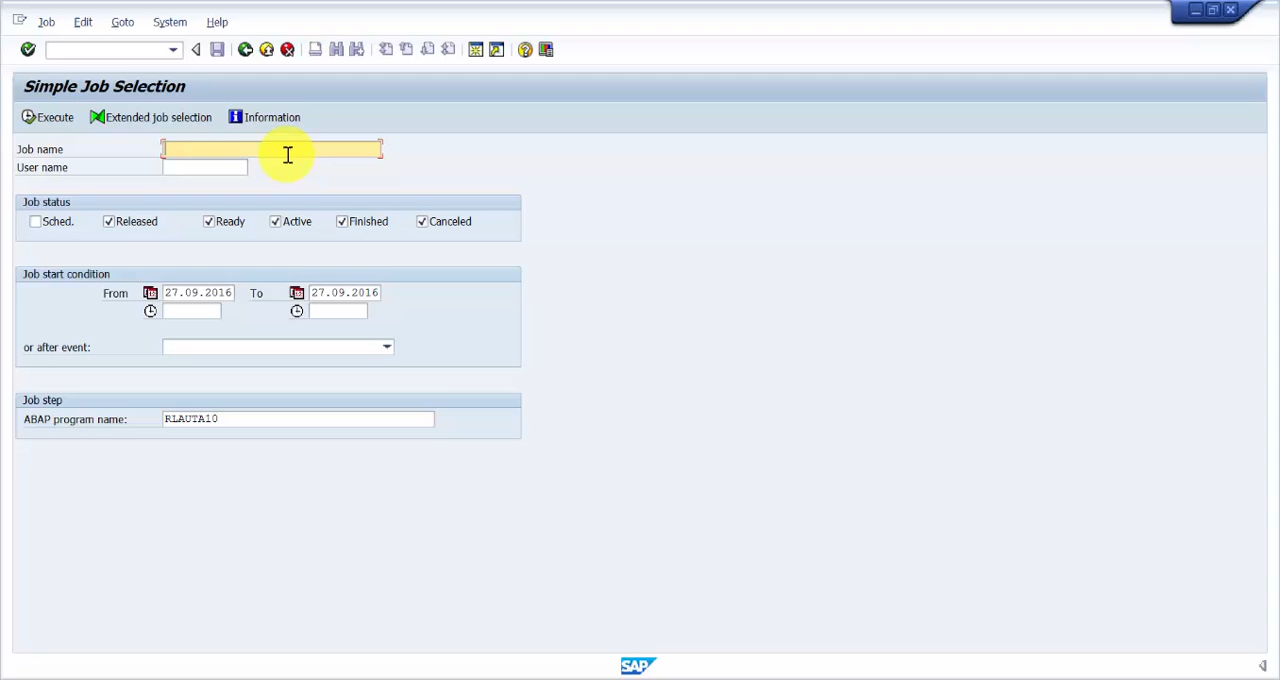 Job Edit Goto System Help
Simple Job Selection
Execute Extended job selection Information
Job name
User name
Job status
Sched. Released Ready Active Finished Canceled
Job start condition
From 27.09.2016 To 27.09.2016
or after event:
Job step
ABAP program name: RLAUTA10
SAP